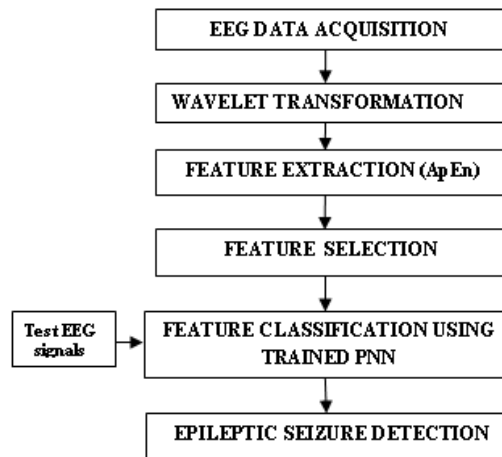 EEG DATA ACQUISITION
WAVELET TRANSFORMATION
FEATURE EXTRACTION (ApEn)
FEATURE SELECTION
Test EEG
signals
FEATURE CLASSIFICATION USING
TRAINED PNN
EPILEPTIC SEIZURE DETECTION